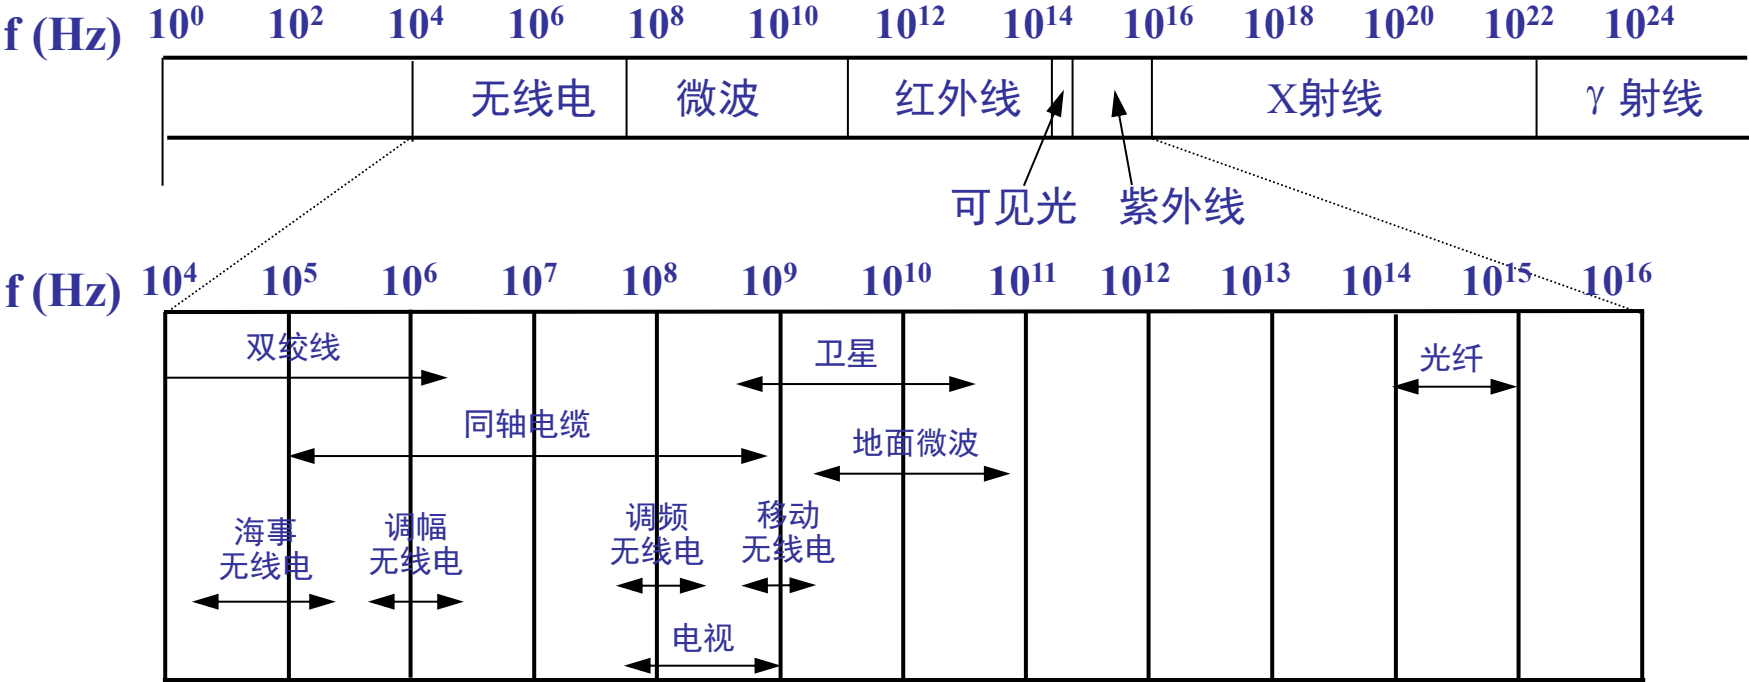 f (Hz) 10⁰ 10² 10⁴ 10⁶ 10⁸ 10¹⁰ 10¹² 10¹⁴ 10¹⁶ 10¹⁸ 10²⁰ 10²² 10²⁴
无线电 微波 红外线 X射线 γ 射线
可见光 紫外线
f (Hz) 10⁴ 10⁵ 10⁶ 10⁷ 10⁸ 10⁹ 10¹⁰ 10¹¹ 10¹² 10¹³ 10¹⁴ 10¹⁵ 10¹⁶
双绞线 卫星 光纤
同轴电缆 地面微波
海事 调幅 调频 移动
无线电 无线电 无线电 无线电
电视